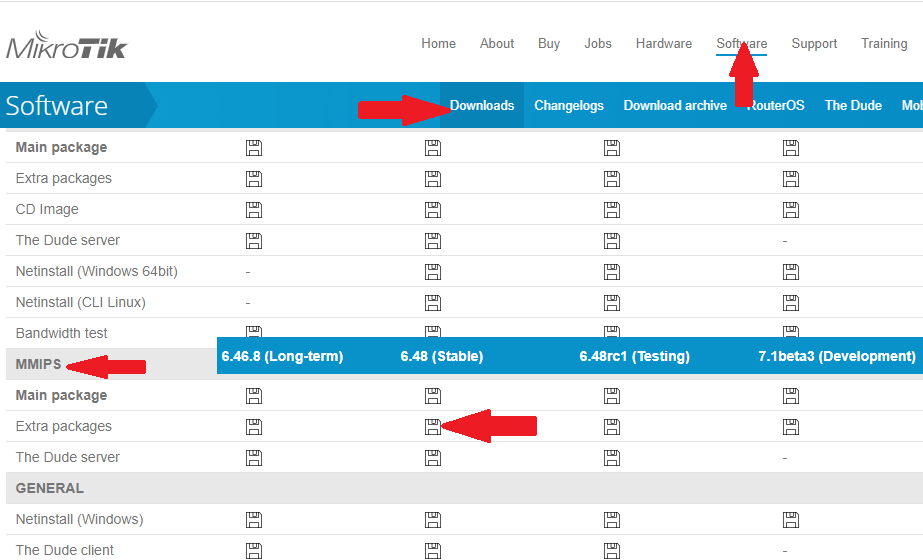 MikroTik
Home About Buy Jobs Hardware Software Support Training
Software
Downloads Changelogs Download archive RouterOS The Dude Mob
Main package
Extra packages
CD Image
The Dude server -
Netinstall (Windows 64bit) -
Netinstall (CLI Linux) -
Bandwidth test
MMIPS 6.46.8 (Long-term) 6.48 (Stable) 6.48rc1 (Testing) 7.1beta3 (Development)
Main package
Extra packages
The Dude server -
GENERAL
Netinstall (Windows)
The Dude client -